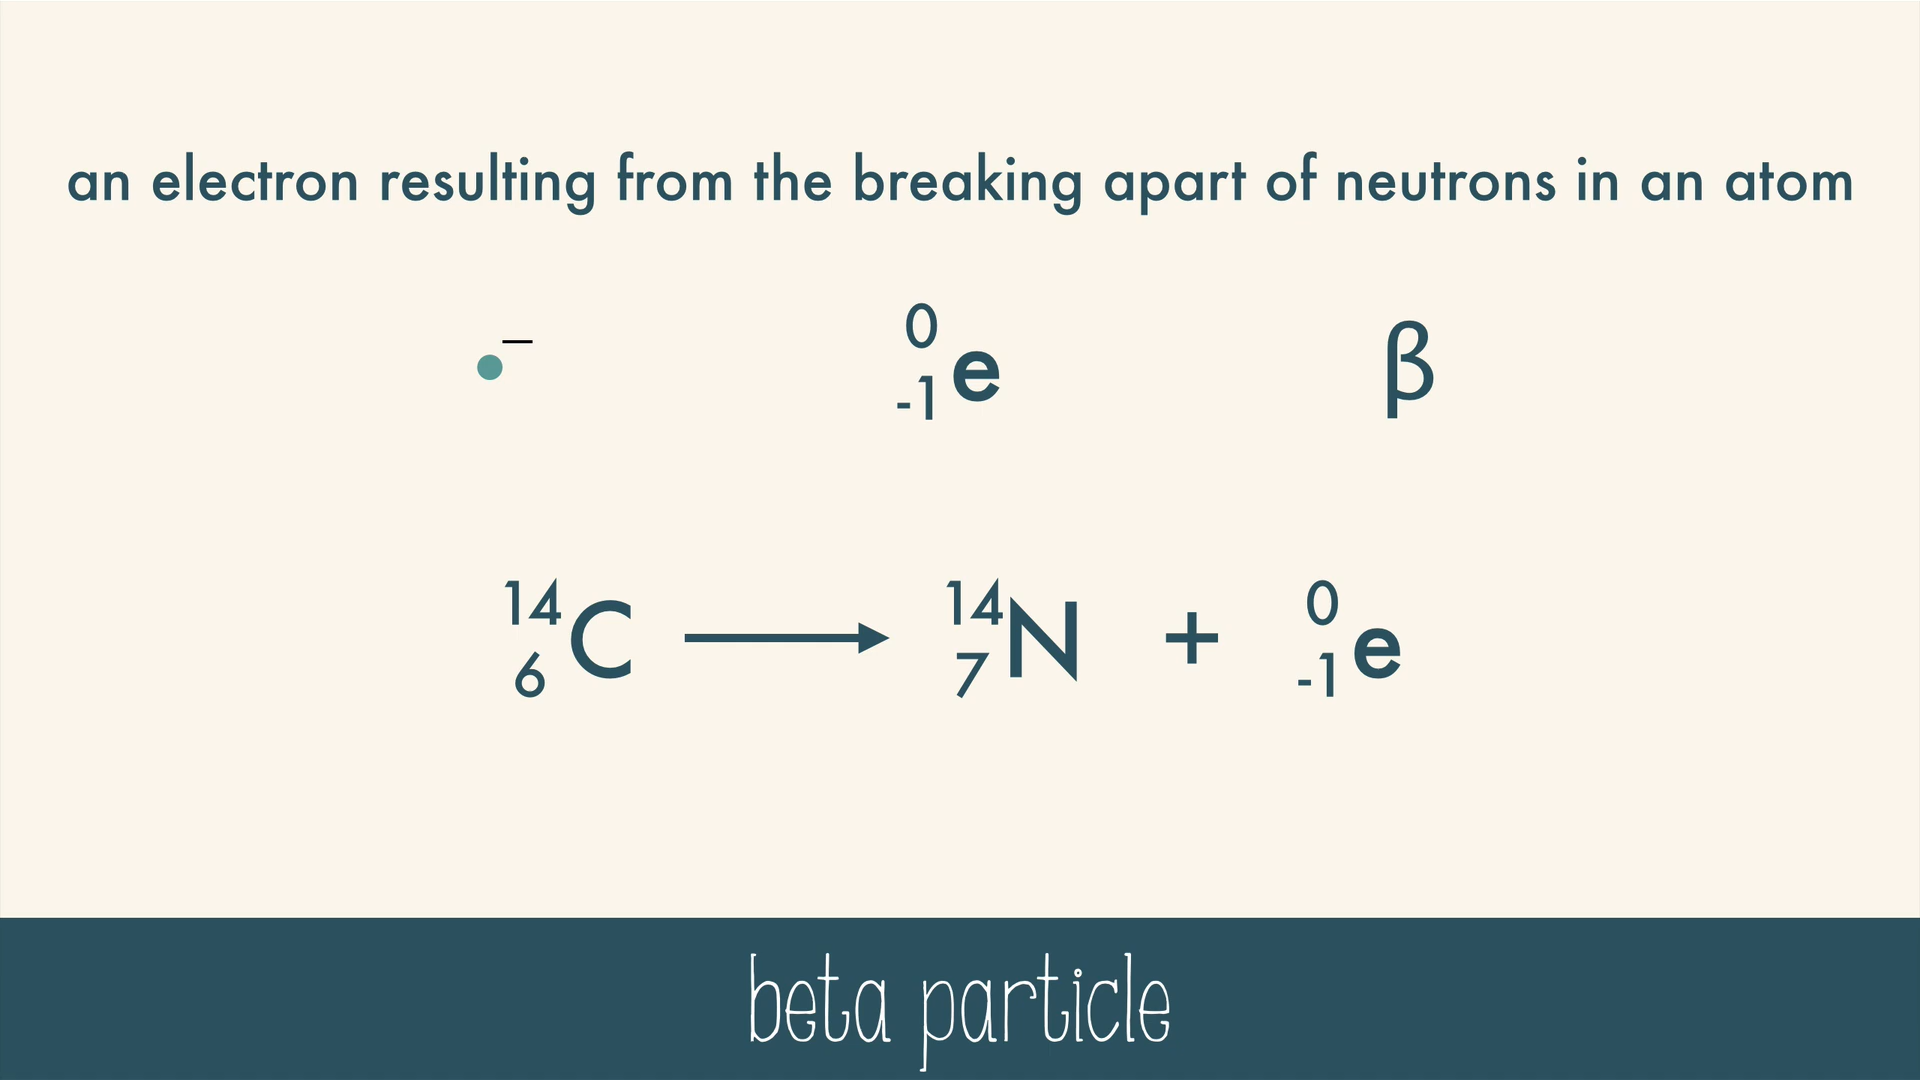 an electron resulting from the breaking apart of neutrons in an atom
– ⁰₋₁e β
¹⁴₆C ⟶ ¹⁴₇N + ⁰₋₁e
beta particle